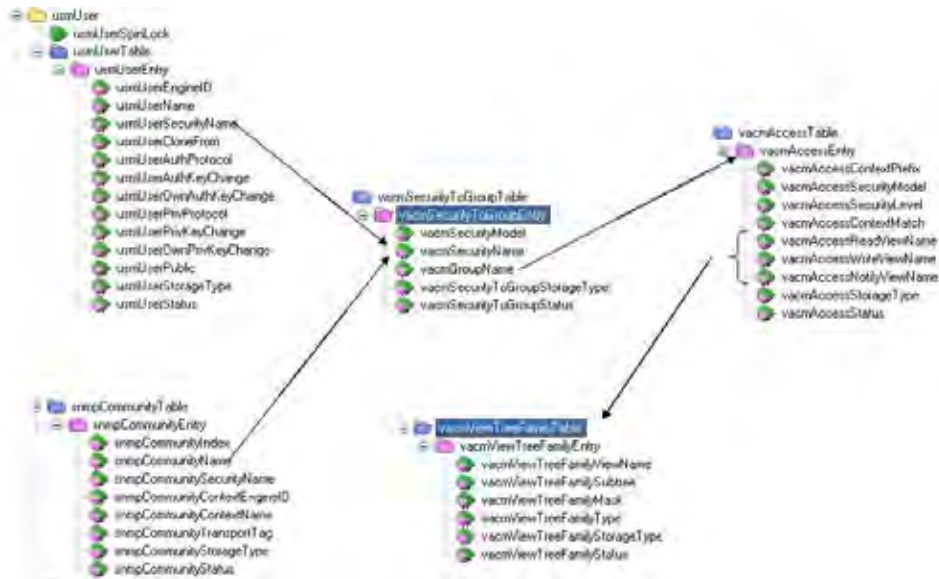 usmUser
usmUserSpinLock
usmUserTable
usmUserEntry
usmUserEngineID
usmUserName
usmUserSecurityName
usmUserCloneFrom
usmUserAuthProtocol
usmUserAuthKeyChange
usmUserOwnAuthKeyChange
usmUserPrivProtocol
usmUserPrivKeyChange
usmUserOwnPrivKeyChange
usmUserPublic
usmUserStorageType
usmUserStatus
vacmSecurityToGroupTable
vacmSecurityToGroupEntry
vacmSecurityModel
vacmSecurityName
vacmGroupName
vacmSecurityToGroupStorageType
vacmSecurityToGroupStatus
vacmAccessTable
vacmAccessEntry
vacmAccessContextPrefix
vacmAccessSecurityModel
vacmAccessSecurityLevel
vacmAccessContextMatch
vacmAccessReadViewName
vacmAccessWriteViewName
vacmAccessNotifyViewName
vacmAccessStorageType
vacmAccessStatus
snmpCommunityTable
snmpCommunityEntry
snmpCommunityIndex
snmpCommunityName
snmpCommunitySecurityName
snmpCommunityContextEngineID
snmpCommunityContextName
snmpCommunityTransportTag
snmpCommunityStorageType
snmpCommunityStatus
vacmViewTreeFamilyTable
vacmViewTreeFamilyEntry
vacmViewTreeFamilyViewName
vacmViewTreeFamilySubtree
vacmViewTreeFamilyMask
vacmViewTreeFamilyType
vacmViewTreeFamilyStorageType
vacmViewTreeFamilyStatus